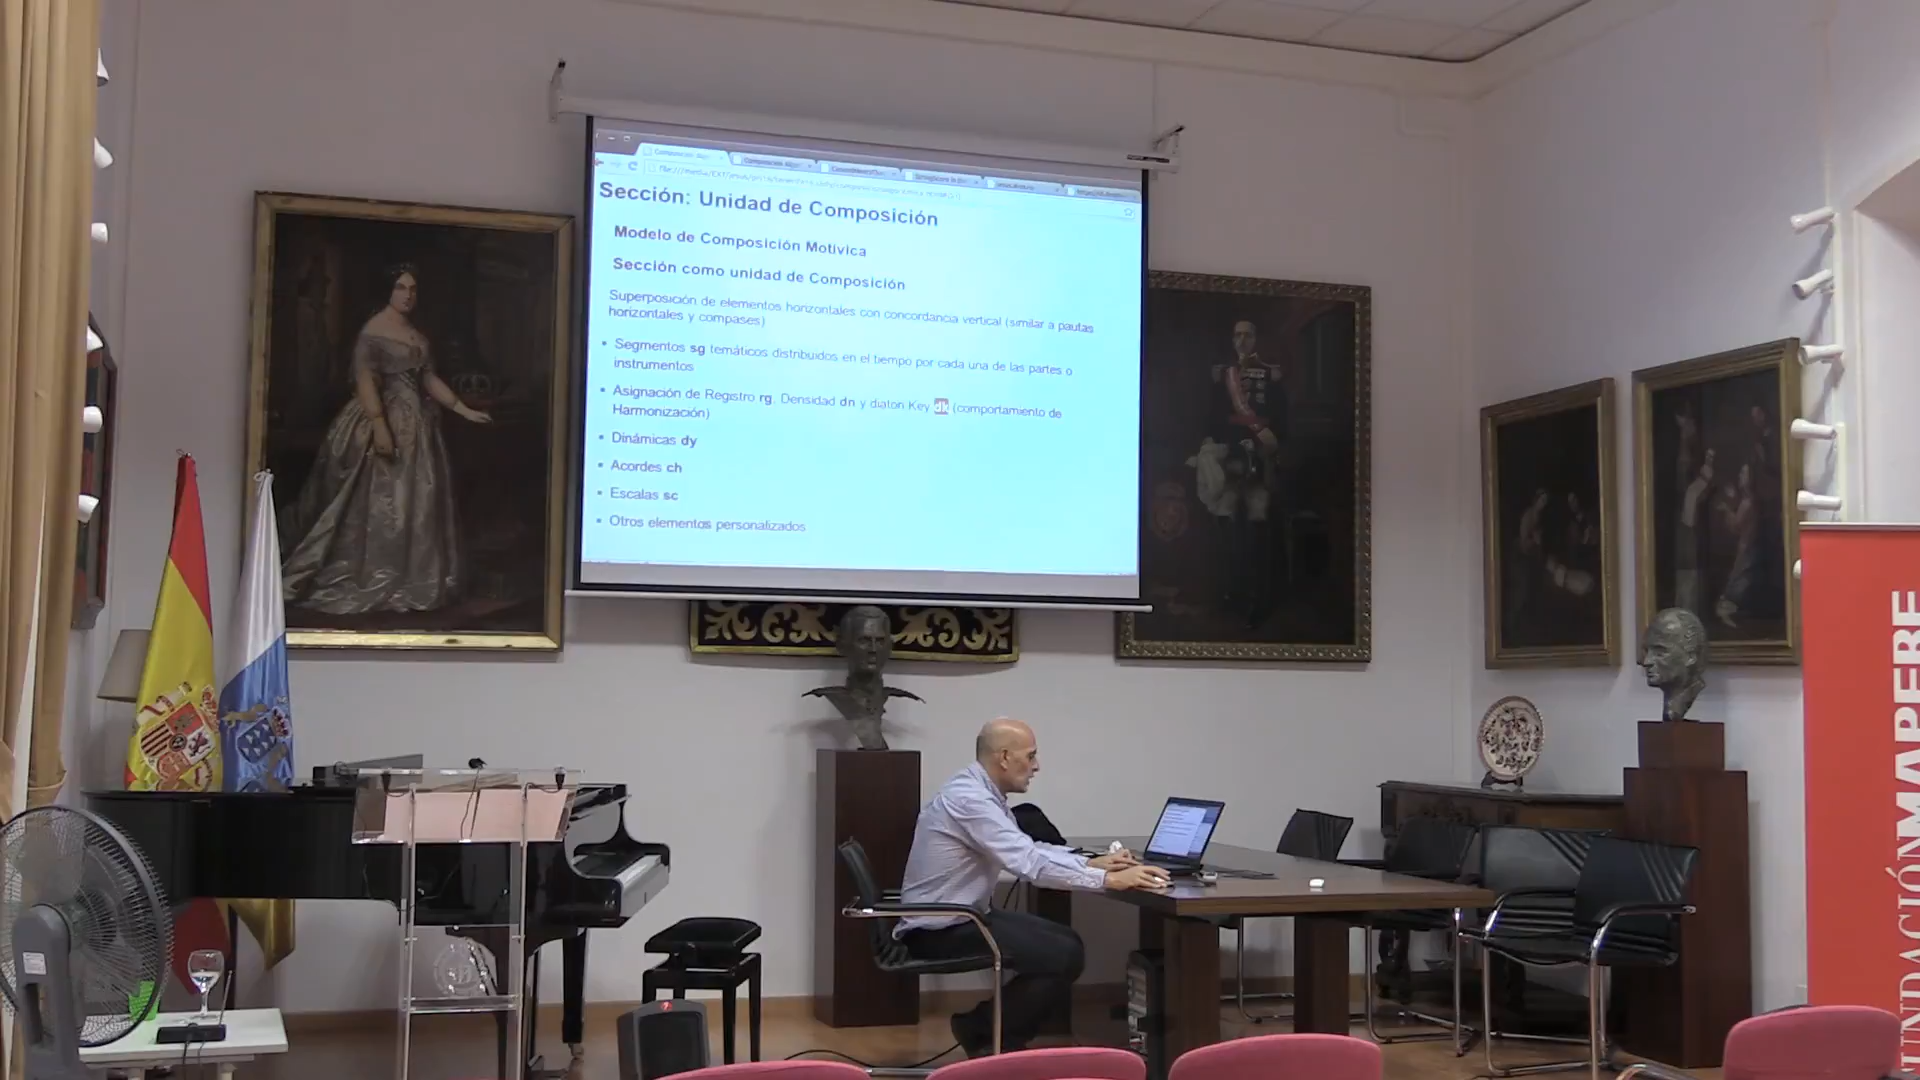 Sección: Unidad de Composición
Modelo de Composición Motívica
Sección como unidad de Composición
Superposición de elementos horizontales con concordancia vertical (similar a pautas
horizontales y compases)
• Segmentos sg temáticos distribuidos en el tiempo por cada una de las partes o
instrumentos
• Asignación de Registro rg, Densidad dn y diaton Key dk (comportamiento de
Harmonización)
• Dinámicas dy
• Acordes ch
• Escalas sc
• Otros elementos personalizados
FUNDACIÓNMAPFRE